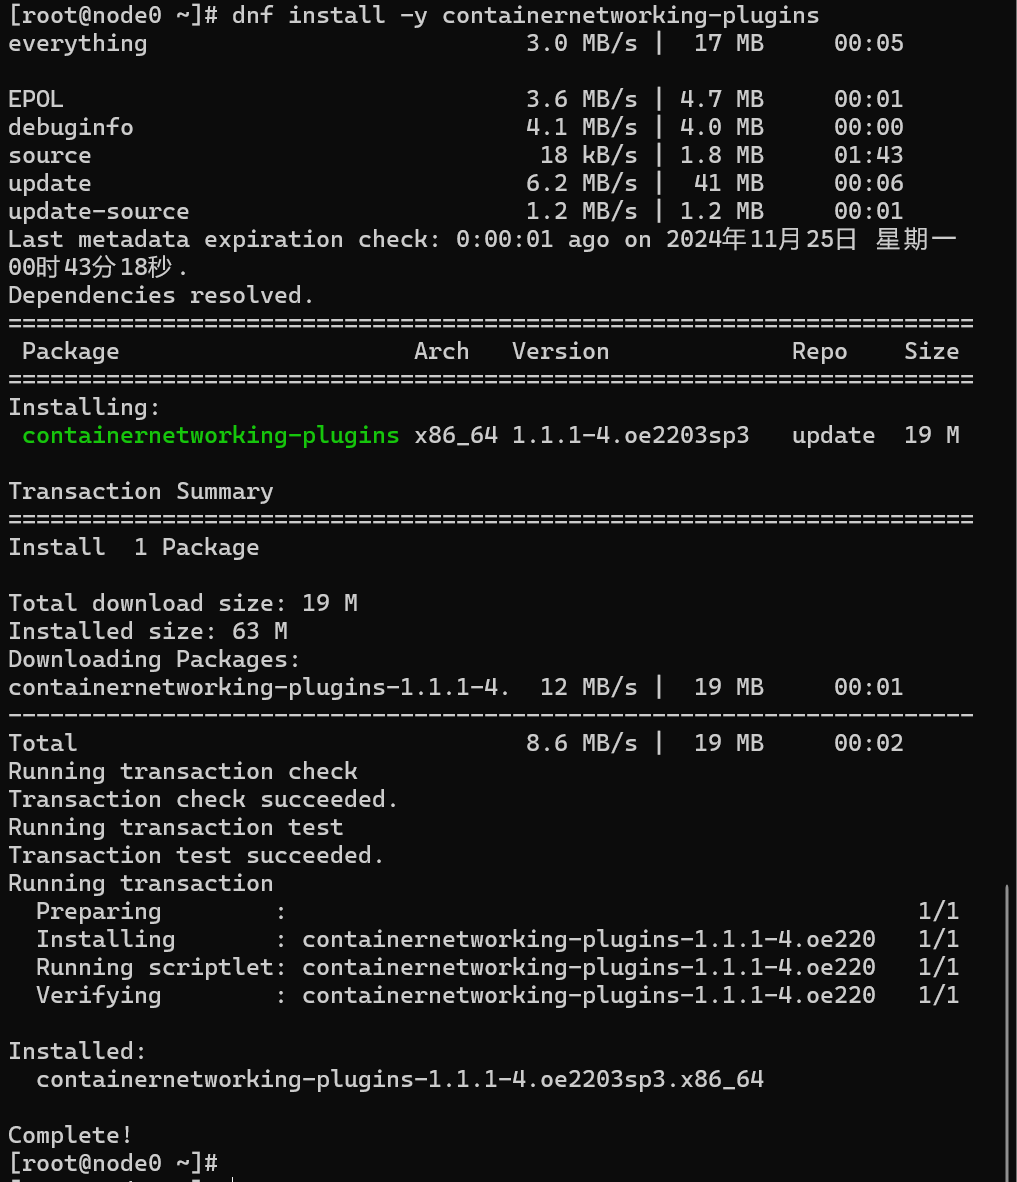 [root@node0 ~]# dnf install -y containernetworking-plugins
everything                           3.0 MB/s |  17 MB     00:05
EPOL                                 3.6 MB/s | 4.7 MB     00:01
debuginfo                            4.1 MB/s | 4.0 MB     00:00
source                                18 kB/s | 1.8 MB     01:43
update                               6.2 MB/s |  41 MB     00:06
update-source                        1.2 MB/s | 1.2 MB     00:01
Last metadata expiration check: 0:00:01 ago on 2024年11月25日 星期一
00时43分18秒.
Dependencies resolved.
=====================================================================
 Package                     Arch   Version             Repo    Size
=====================================================================
Installing:
 containernetworking-plugins x86_64 1.1.1-4.oe2203sp3   update  19 M
Transaction Summary
=====================================================================
Install  1 Package
Total download size: 19 M
Installed size: 63 M
Downloading Packages:
containernetworking-plugins-1.1.1-4.  12 MB/s |  19 MB     00:01
---------------------------------------------------------------------
Total                                8.6 MB/s |  19 MB     00:02
Running transaction check
Transaction check succeeded.
Running transaction test
Transaction test succeeded.
Running transaction
  Preparing        :                                             1/1
  Installing       : containernetworking-plugins-1.1.1-4.oe220   1/1
  Running scriptlet: containernetworking-plugins-1.1.1-4.oe220   1/1
  Verifying        : containernetworking-plugins-1.1.1-4.oe220   1/1
Installed:
  containernetworking-plugins-1.1.1-4.oe2203sp3.x86_64
Complete!
[root@node0 ~]#